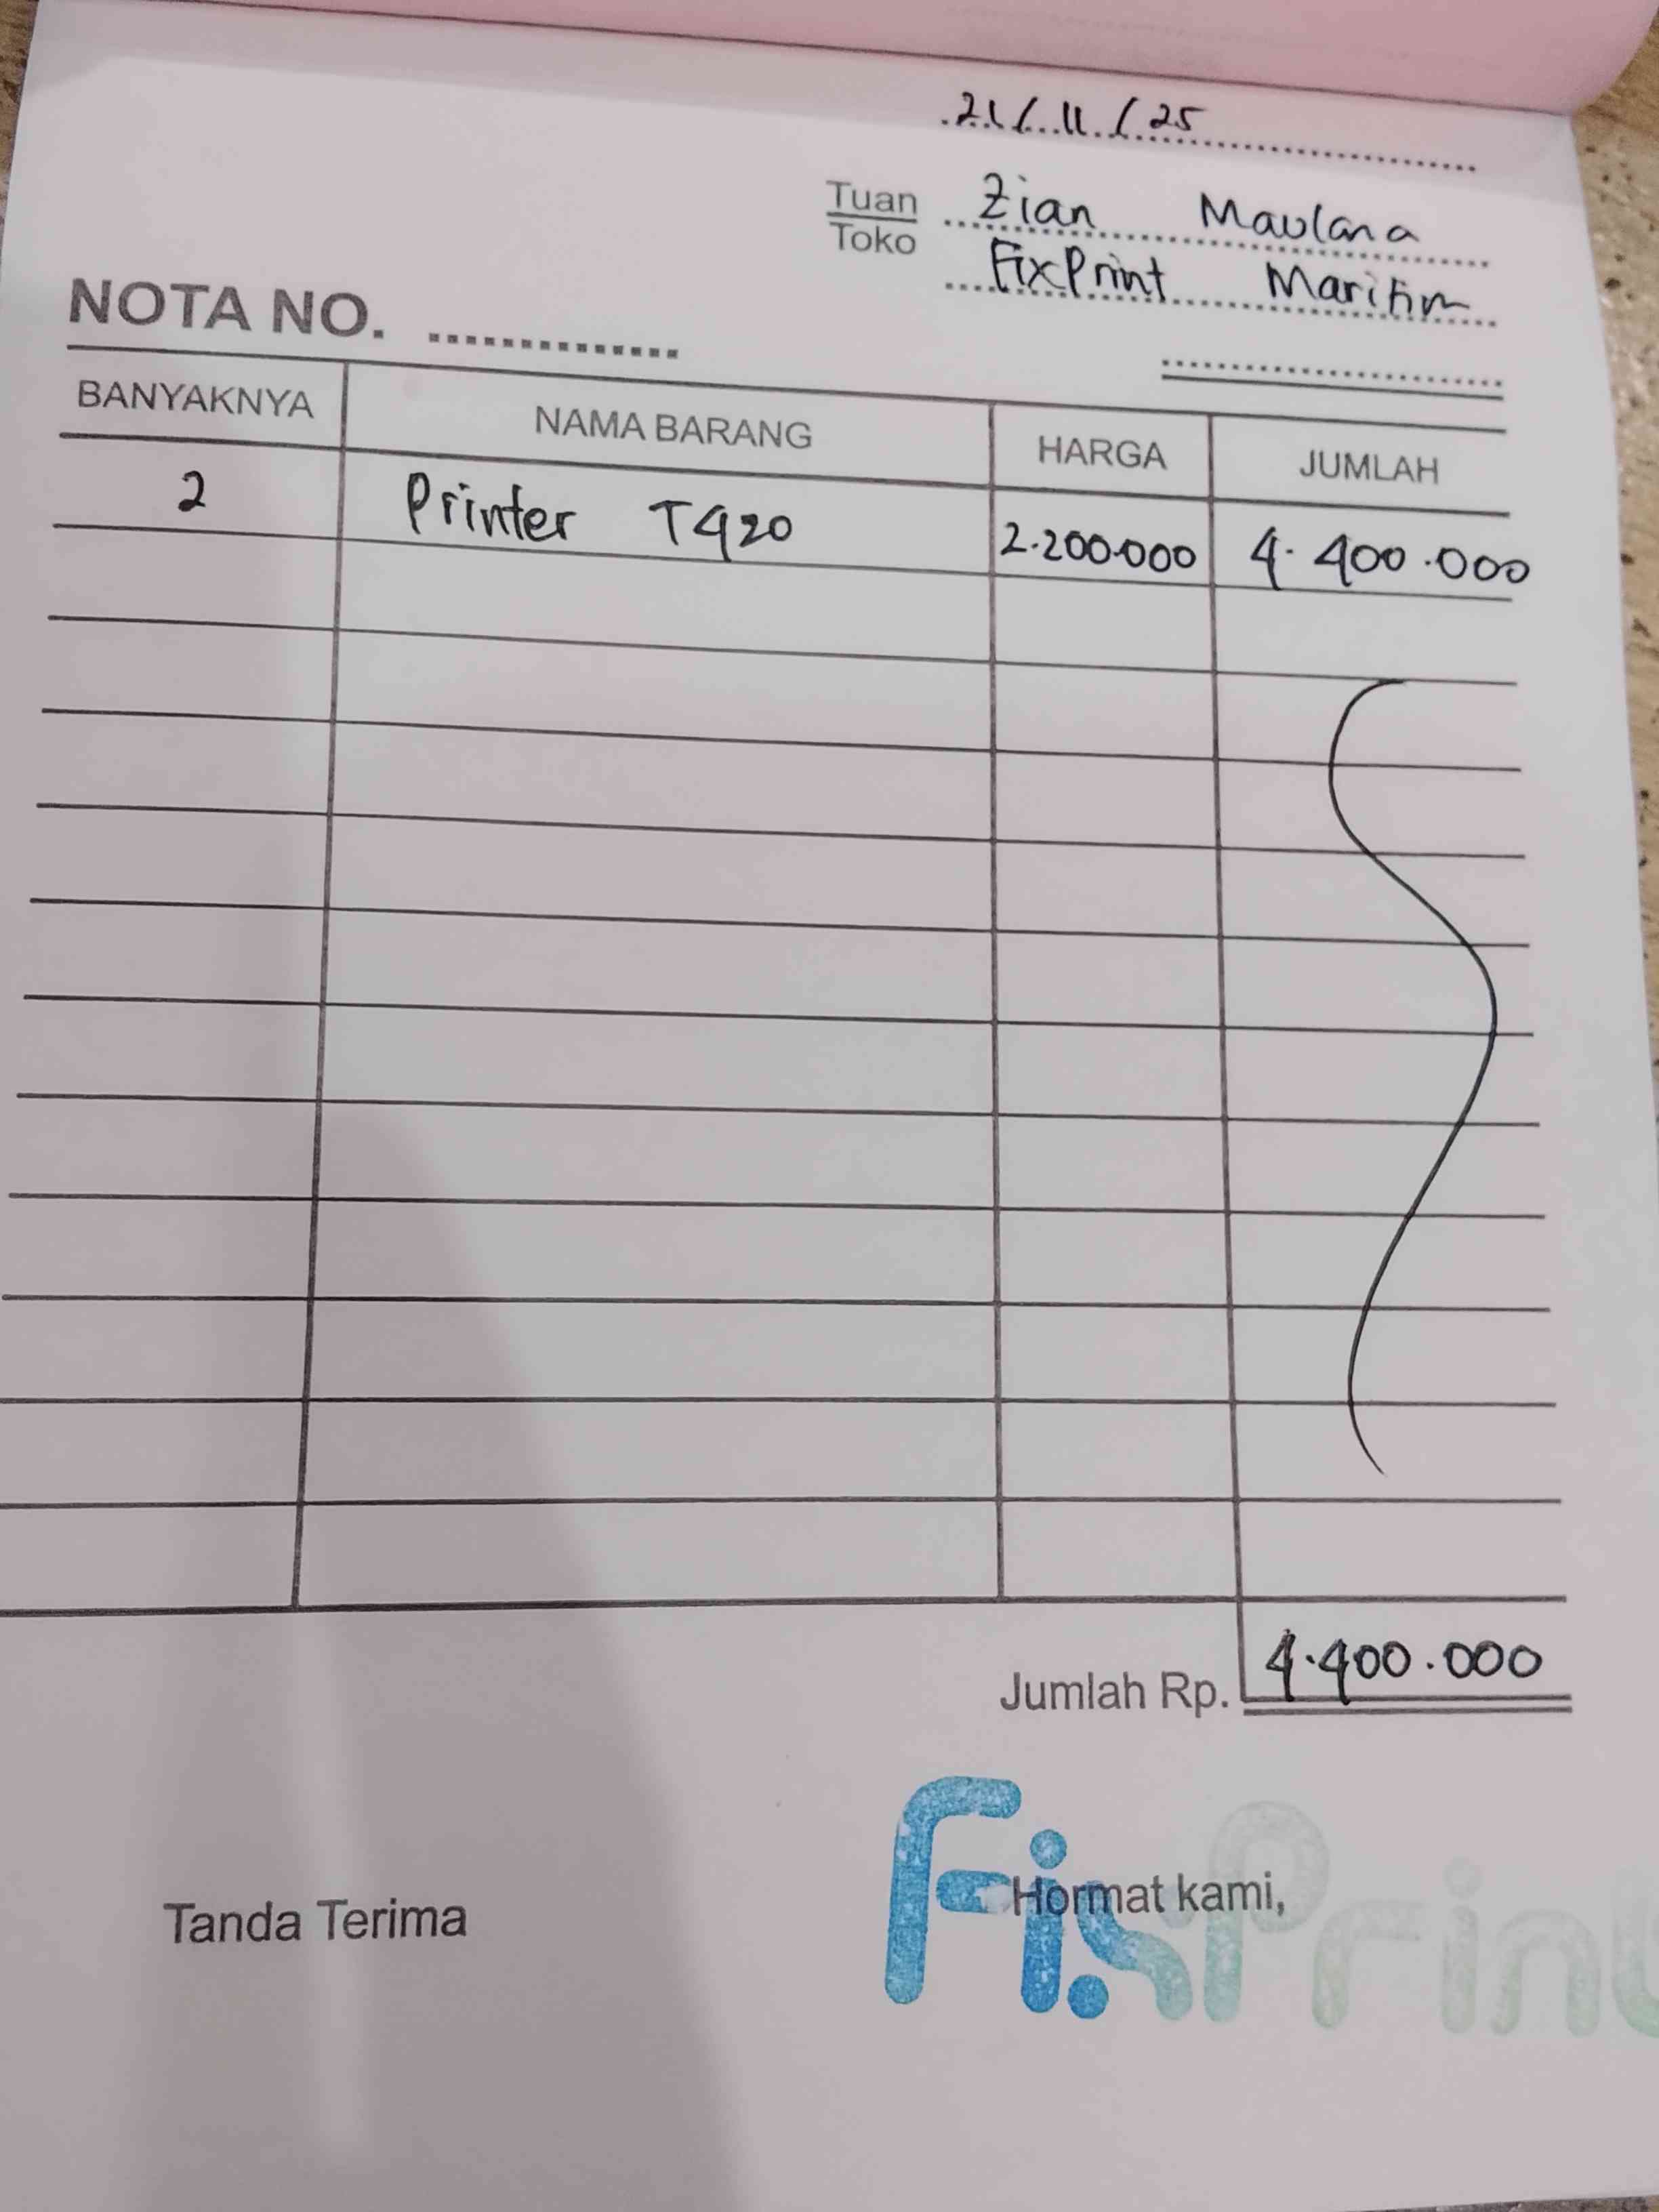 21/11/25
Tuan Zian Maulana
Toko FixPrint Maritim
NOTA NO.
BANYAKNYA NAMA BARANG HARGA JUMLAH
2 Printer T420 2.200.000 4.400.000
Jumlah Rp. 4.400.000
Tanda Terima Hormat kami,
FixPrint